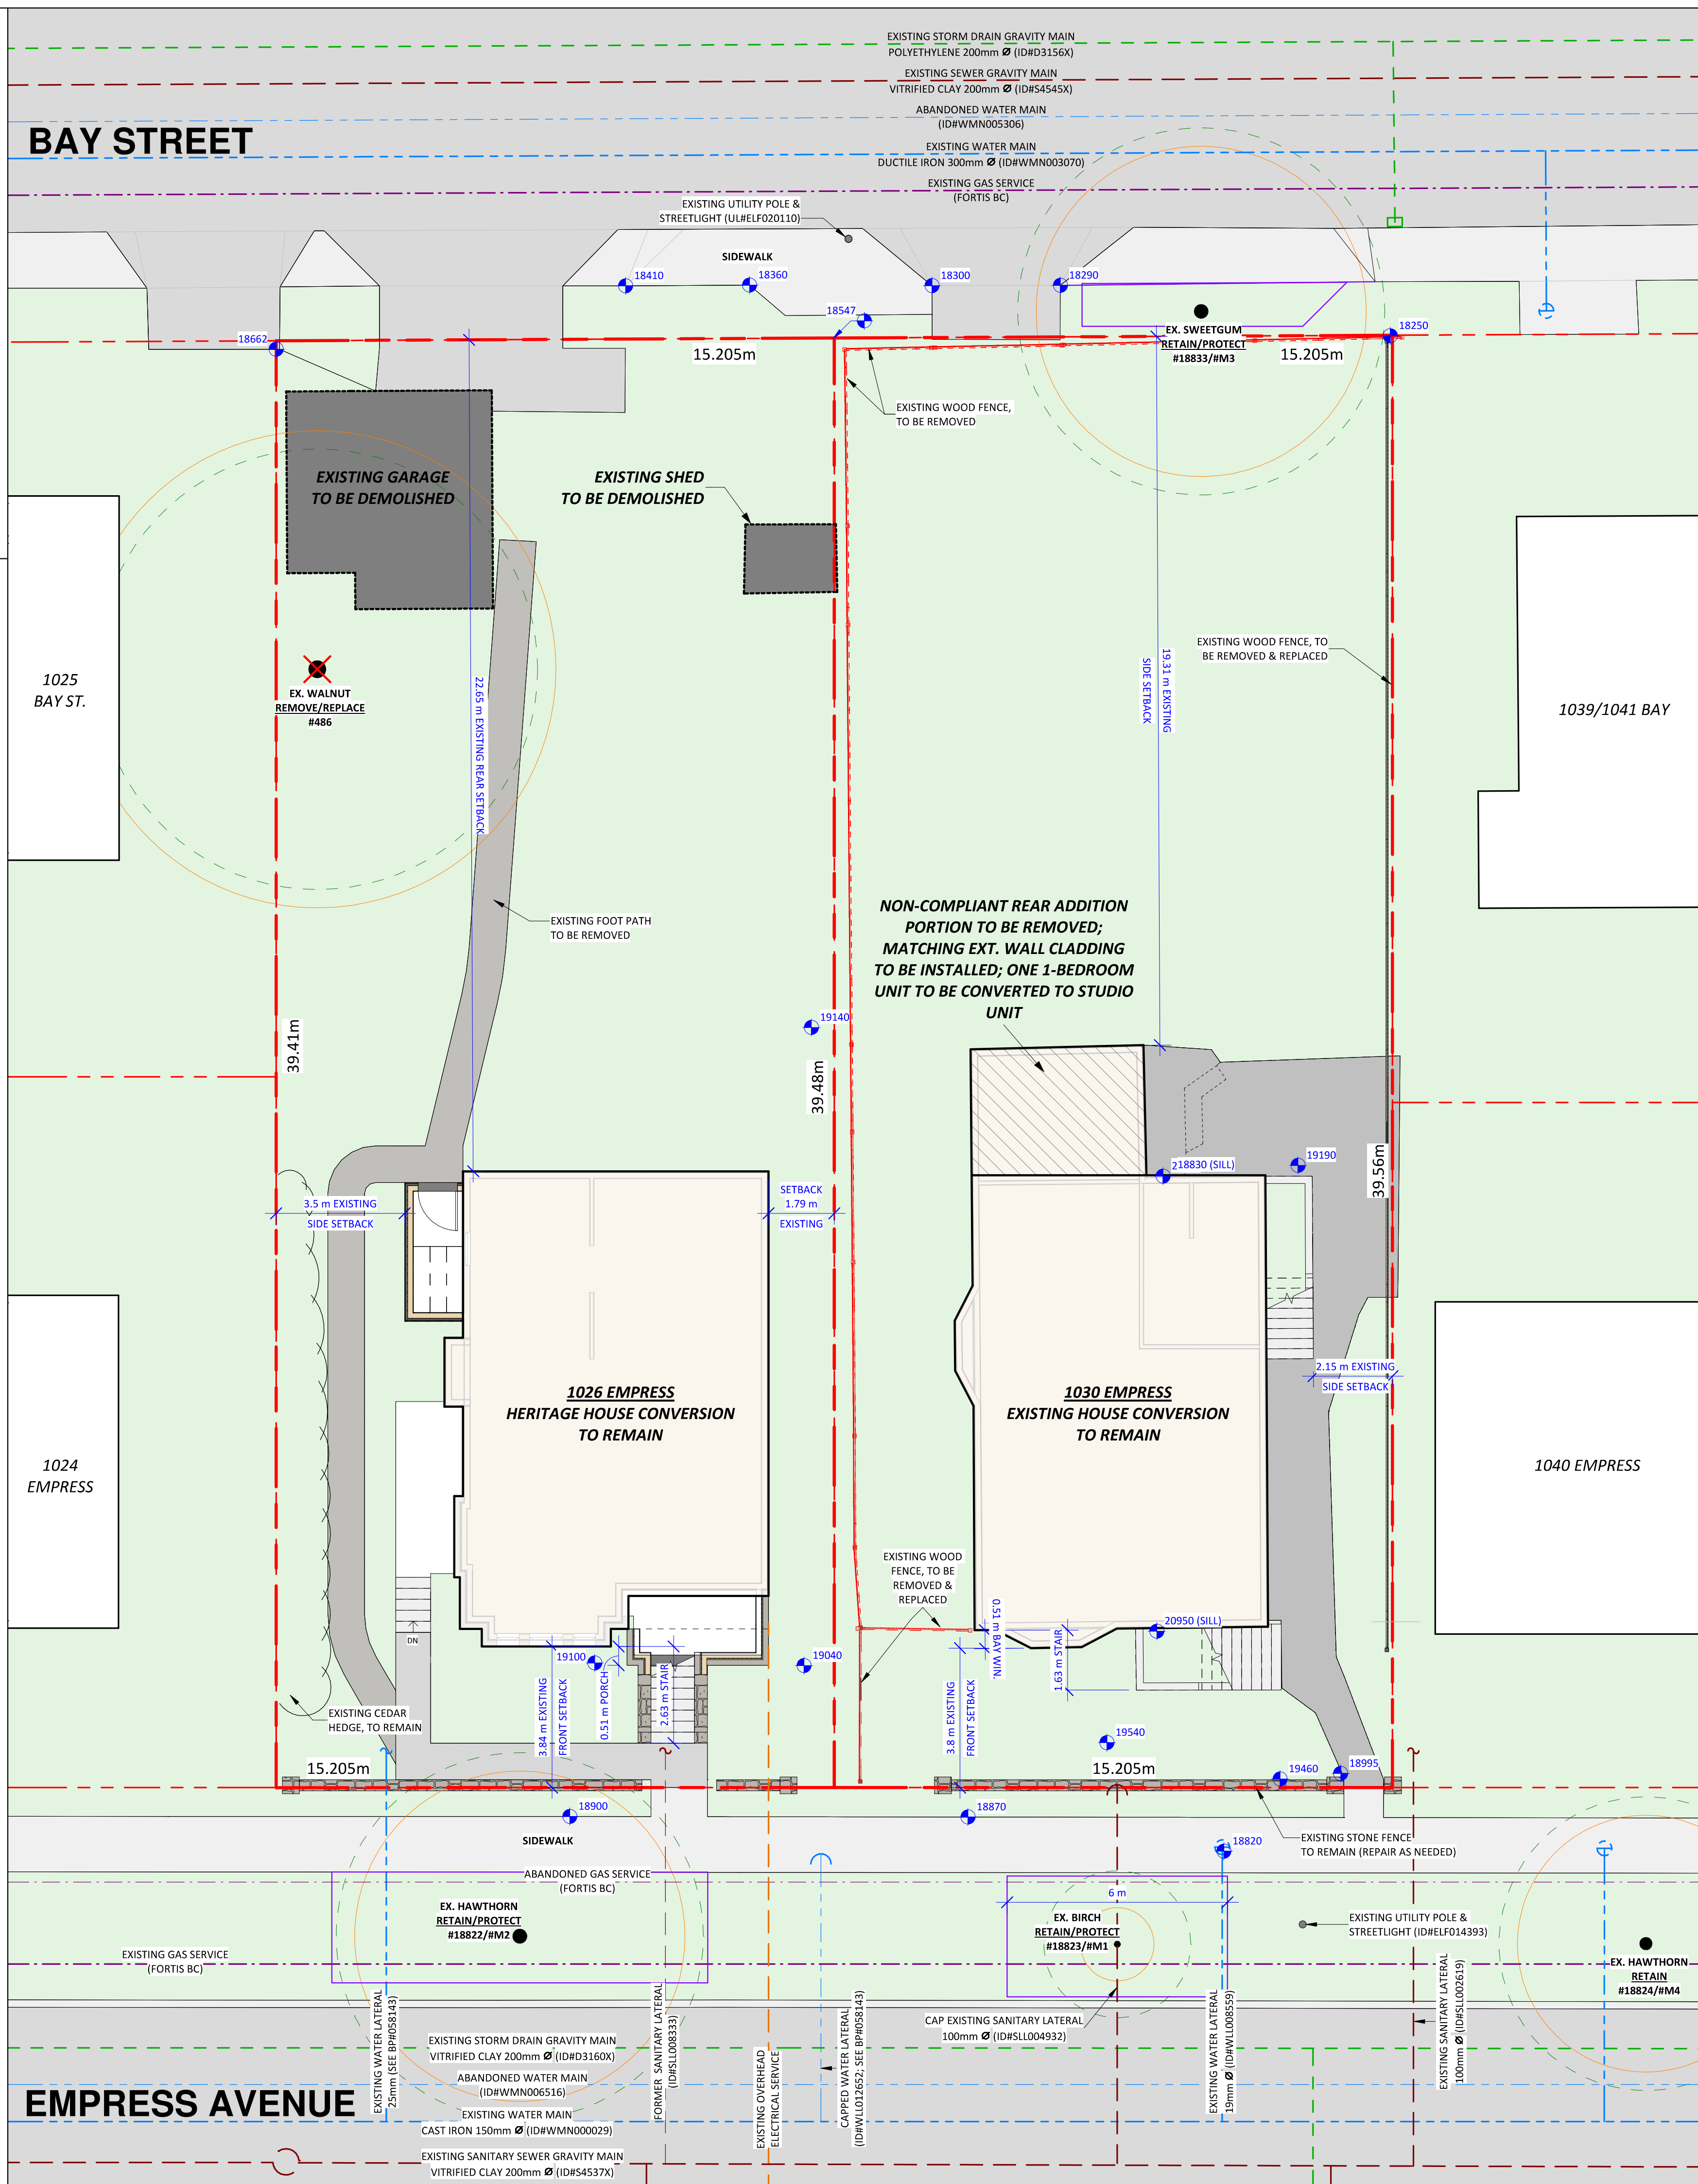 EXISTING STORM DRAIN GRAVITY MAIN
POLYETHYLENE 200mm Ø (ID#D3156X)
EXISTING SEWER GRAVITY MAIN
VITRIFIED CLAY 200mm Ø (ID#S4545X)
ABANDONED WATER MAIN
(ID#WMN005306)
BAY STREET
EXISTING WATER MAIN
DUCTILE IRON 300mm Ø (ID#WMN003070)
EXISTING GAS SERVICE
(FORTIS BC)
EXISTING UTILITY POLE &
STREETLIGHT (UL#ELF020110)
SIDEWALK
18410
18360
18300
18290
18547
18662
18250
EX. SWEETGUM
RETAIN/PROTECT
#18833/#M3
15.205m
15.205m
EXISTING WOOD FENCE,
TO BE REMOVED
EXISTING GARAGE
TO BE DEMOLISHED
EXISTING SHED
TO BE DEMOLISHED
1025
BAY ST.
EX. WALNUT
REMOVE/REPLACE
#486
22.65 m EXISTING REAR SETBACK
19.31 m EXISTING
SIDE SETBACK
EXISTING WOOD FENCE, TO
BE REMOVED & REPLACED
1039/1041 BAY
EXISTING FOOT PATH
TO BE REMOVED
NON-COMPLIANT REAR ADDITION
PORTION TO BE REMOVED;
MATCHING EXT. WALL CLADDING
TO BE INSTALLED; ONE 1-BEDROOM
UNIT TO BE CONVERTED TO STUDIO
UNIT
19140
39.41m
39.48m
39.56m
218830 (SILL)
19190
3.5 m EXISTING
SIDE SETBACK
SETBACK
1.79 m
EXISTING
2.15 m EXISTING
SIDE SETBACK
1026 EMPRESS
HERITAGE HOUSE CONVERSION
TO REMAIN
1030 EMPRESS
EXISTING HOUSE CONVERSION
TO REMAIN
1024
EMPRESS
1040 EMPRESS
EXISTING WOOD
FENCE, TO BE
REMOVED &
REPLACED
DN
19100
19040
20950 (SILL)
0.51 m BAY WIN.
1.63 m STAIR
3.84 m EXISTING
FRONT SETBACK
0.51 m PORCH
2.63 m STAIR
3.8 m EXISTING
FRONT SETBACK
EXISTING CEDAR
HEDGE, TO REMAIN
19540
15.205m
15.205m
19460
18995
18900
18870
18820
SIDEWALK
EXISTING STONE FENCE
TO REMAIN (REPAIR AS NEEDED)
ABANDONED GAS SERVICE
(FORTIS BC)
6 m
EX. HAWTHORN
RETAIN/PROTECT
#18822/#M2
EX. BIRCH
RETAIN/PROTECT
#18823/#M1
EXISTING UTILITY POLE &
STREETLIGHT (ID#ELF014393)
EXISTING GAS SERVICE
(FORTIS BC)
EX. HAWTHORN
RETAIN
#18824/#M4
EXISTING WATER LATERAL
25mm (SEE BP#058143)
FORMER SANITARY LATERAL
(ID#SLL008333)
EXISTING OVERHEAD
ELECTRICAL SERVICE
CAPPED WATER LATERAL
(ID#WLL012652; SEE BP#058143)
CAP EXISTING SANITARY LATERAL
100mm Ø (ID#SLL004932)
EXISTING WATER LATERAL
19mm Ø (ID#WLL008559)
EXISTING SANITARY LATERAL
100mm Ø (ID#SLL002619)
EXISTING STORM DRAIN GRAVITY MAIN
VITRIFIED CLAY 200mm Ø (ID#D3160X)
ABANDONED WATER MAIN
(ID#WMN006516)
EMPRESS AVENUE
EXISTING WATER MAIN
CAST IRON 150mm Ø (ID#WMN000029)
EXISTING SANITARY SEWER GRAVITY MAIN
VITRIFIED CLAY 200mm Ø (ID#S4537X)